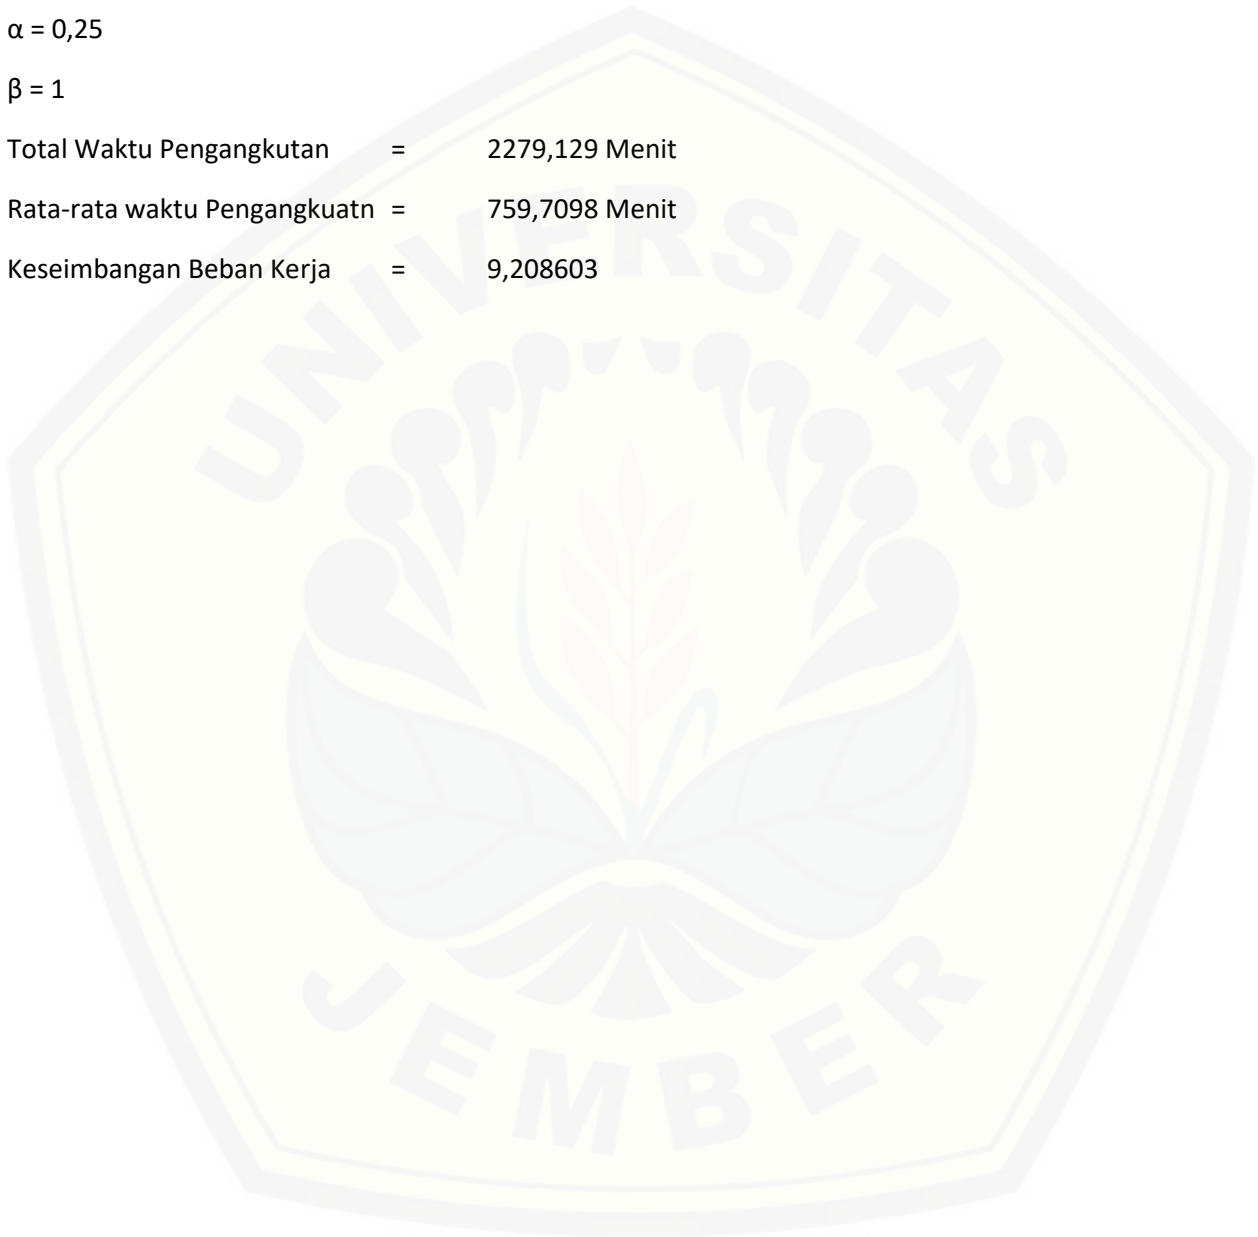 α = 0,25
β = 1
Total Waktu Pengangkutan = 2279,129 Menit
Rata-rata waktu Pengangkuatn = 759,7098 Menit
Keseimbangan Beban Kerja = 9,208603
UNIVERSITAS
JEMBER